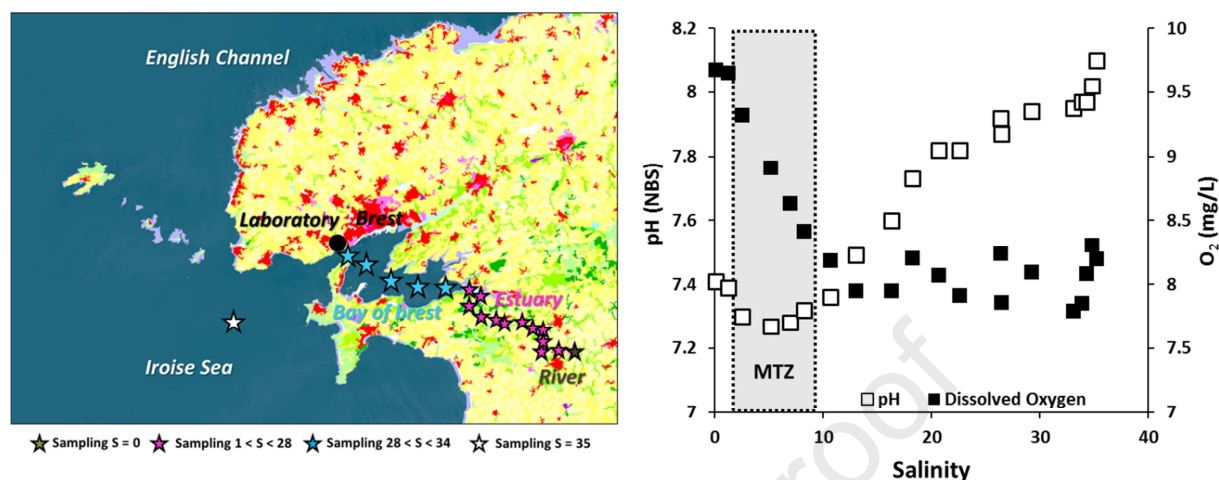 English Channel
Laboratory Brest
Estuary
Bay of brest
Iroise Sea
River
Sampling S = 0 Sampling 1 < S < 28 Sampling 28 < S < 34 Sampling S = 35
pH (NBS)
8.2
8
7.8
7.6
7.4
7.2
7
MTZ
pH Dissolved Oxygen
0 10 20 30 40
Salinity
10
9.5
9
8.5
8
7.5
7
O₂ (mg/L)
roof